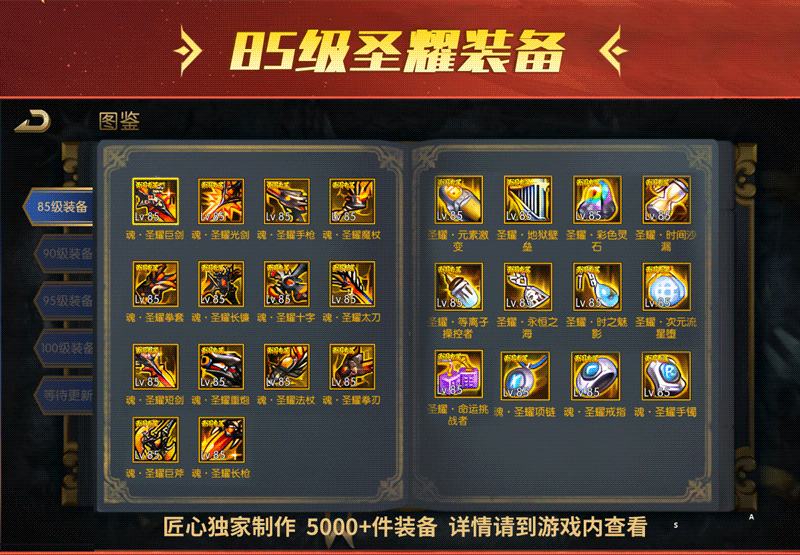 85级圣耀装备
图鉴
85级装备
90级装备
95级装备
100级装备
等待更新
Lv.85 Lv.85 Lv.85 Lv.85
魂·圣耀巨剑 魂·圣耀光剑 魂·圣耀手枪 魂·圣耀魔杖
Lv.85 Lv.85 Lv.85 Lv.85
魂·圣耀拳套 魂·圣耀长镰 魂·圣耀十字 魂·圣耀太刀
Lv.85 Lv.85 Lv.85 Lv.85
魂·圣耀短剑 魂·圣耀重炮 魂·圣耀法杖 魂·圣耀拳刃
Lv.85 Lv.85
魂·圣耀巨斧 魂·圣耀长枪
Lv.85 Lv.85 Lv.85 Lv.85
圣耀·元素激变 圣耀·地狱壁垒 圣耀·彩色灵石 圣耀·时间沙漏
Lv.85 Lv.85 Lv.85 Lv.85
圣耀·等离子操控者 圣耀·永恒之海 圣耀·时之魅影 圣耀·次元流星堕
Lv.85 Lv.85 Lv.85 Lv.85
圣耀·命运挑战者 魂·圣耀项链 魂·圣耀戒指 魂·圣耀手镯
匠心独家制作 5000+件装备 详情请到游戏内查看
S
A